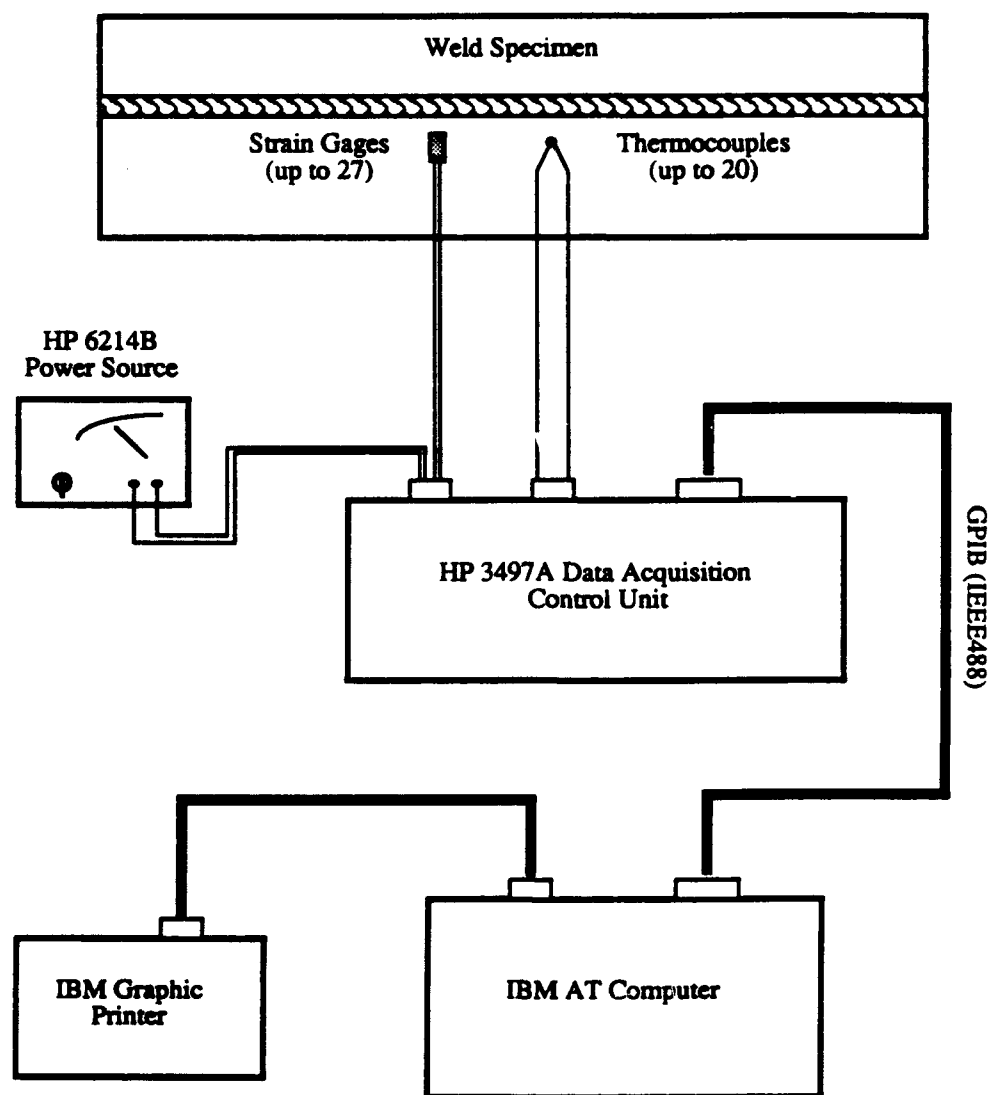 Weld Specimen
Strain Gages
(up to 27)
Thermocouples
(up to 20)
HP 6214B
Power Source
HP 3497A Data Acquisition
Control Unit
GPIB (IEEE488)
IBM Graphic
Printer
IBM AT Computer